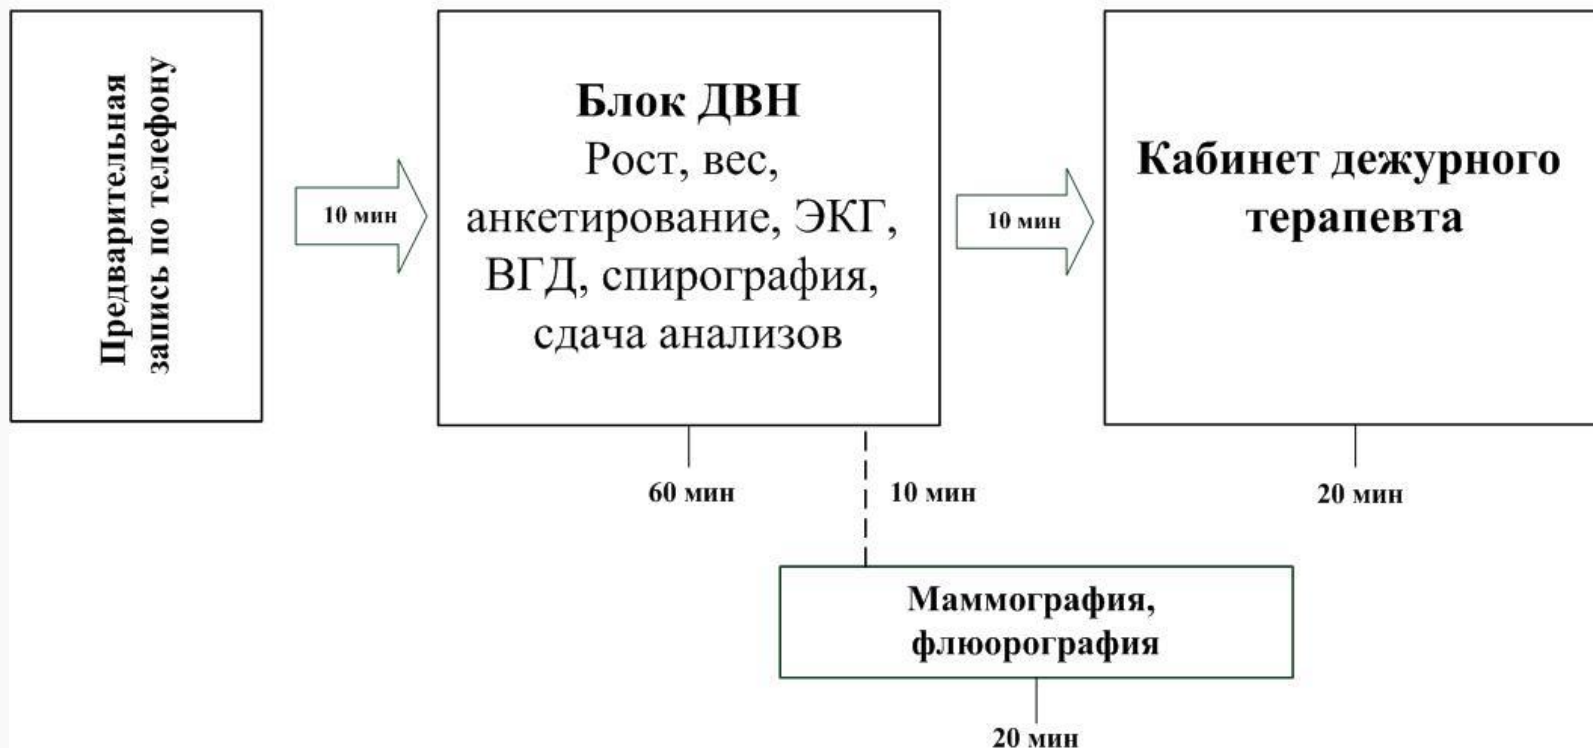 Предварительная
запись по телефону
10 мин
Блок ДВН
Рост, вес,
анкетирование, ЭКГ,
ВГД, спирография,
сдача анализов
10 мин
Кабинет дежурного
терапевта
60 мин
10 мин
20 мин
Маммография,
флюорография
20 мин